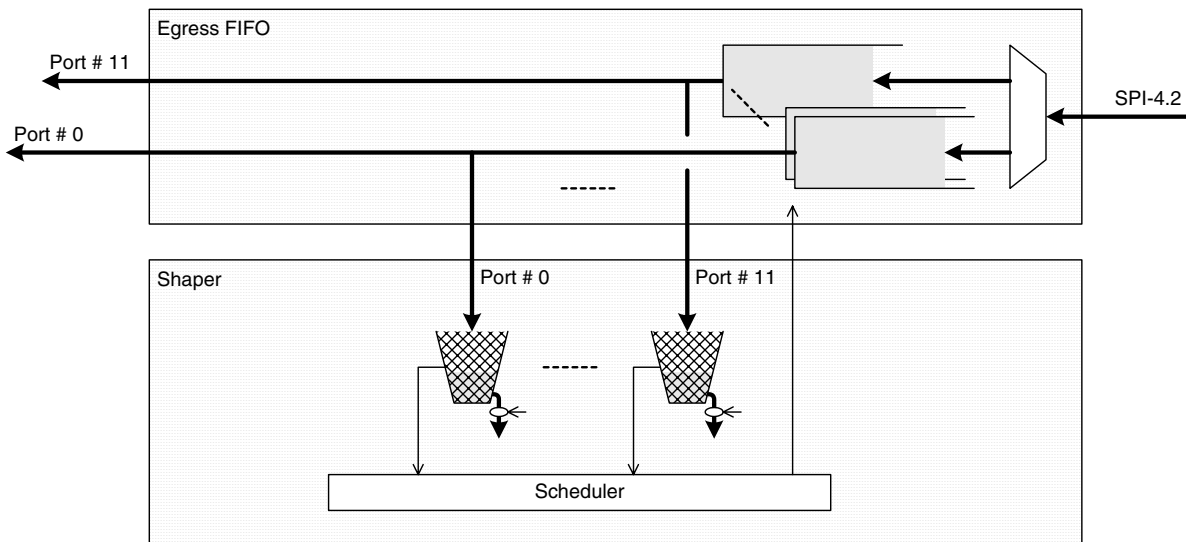 Egress FIFO
Port # 11
SPI-4.2
Port # 0
Shaper
Port # 0
Port # 11
Scheduler